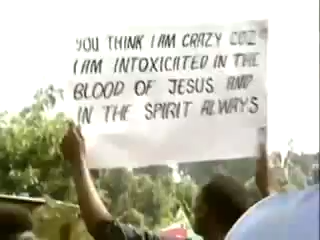 YOU THINK I AM CRAZY COZ
I AM INTOXICATED IN THE
BLOOD OF JESUS AND
IN THE SPIRIT ALWAYS